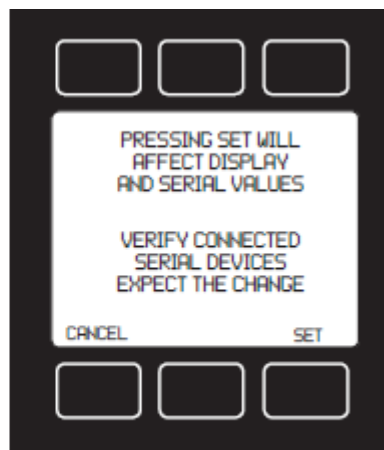 PRESSING SET WILL
AFFECT DISPLAY
AND SERIAL VALUES
VERIFY CONNECTED
SERIAL DEVICES
EXPECT THE CHANGE
CANCEL SET